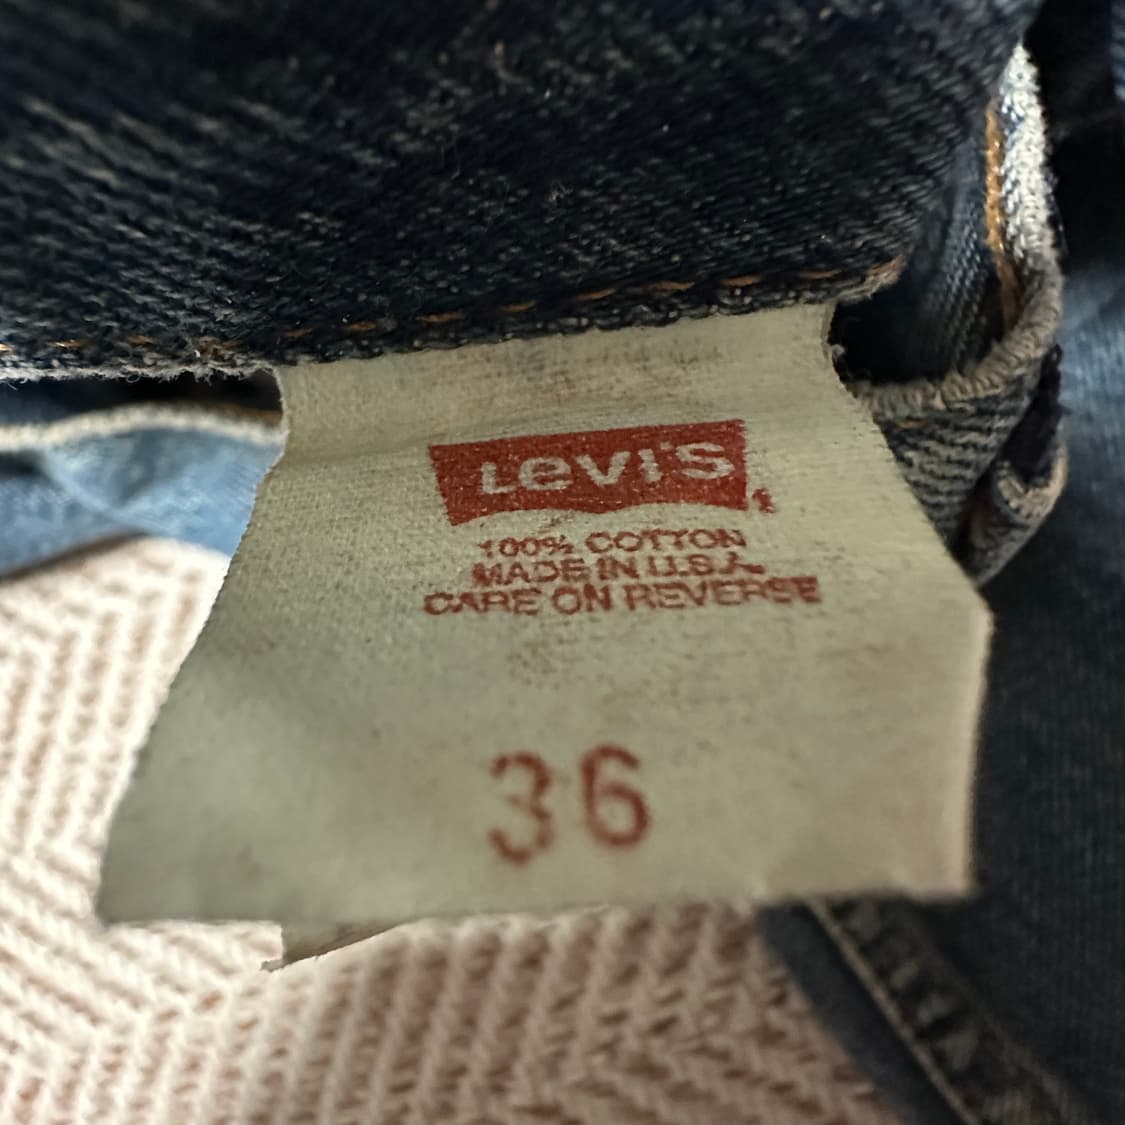 Levi's
100% COTTON
MADE IN U.S.A.
CARE ON REVERSE
36